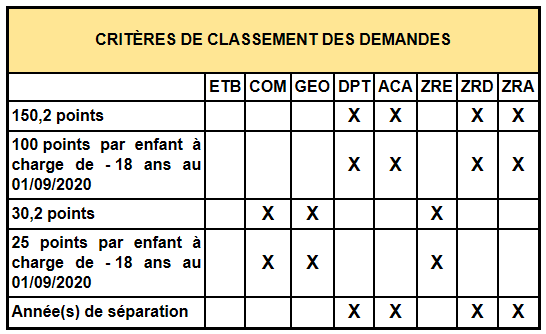 CRITÈRES DE CLASSEMENT DES DEMANDES
ETB COM GEO DPT ACA ZRE ZRD ZRA
150,2 points X X X X
100 points par enfant à
charge de - 18 ans au X X X X
01/09/2020
30,2 points X X X
25 points par enfant à
charge de - 18 ans au X X X
01/09/2020
Année(s) de séparation X X X X